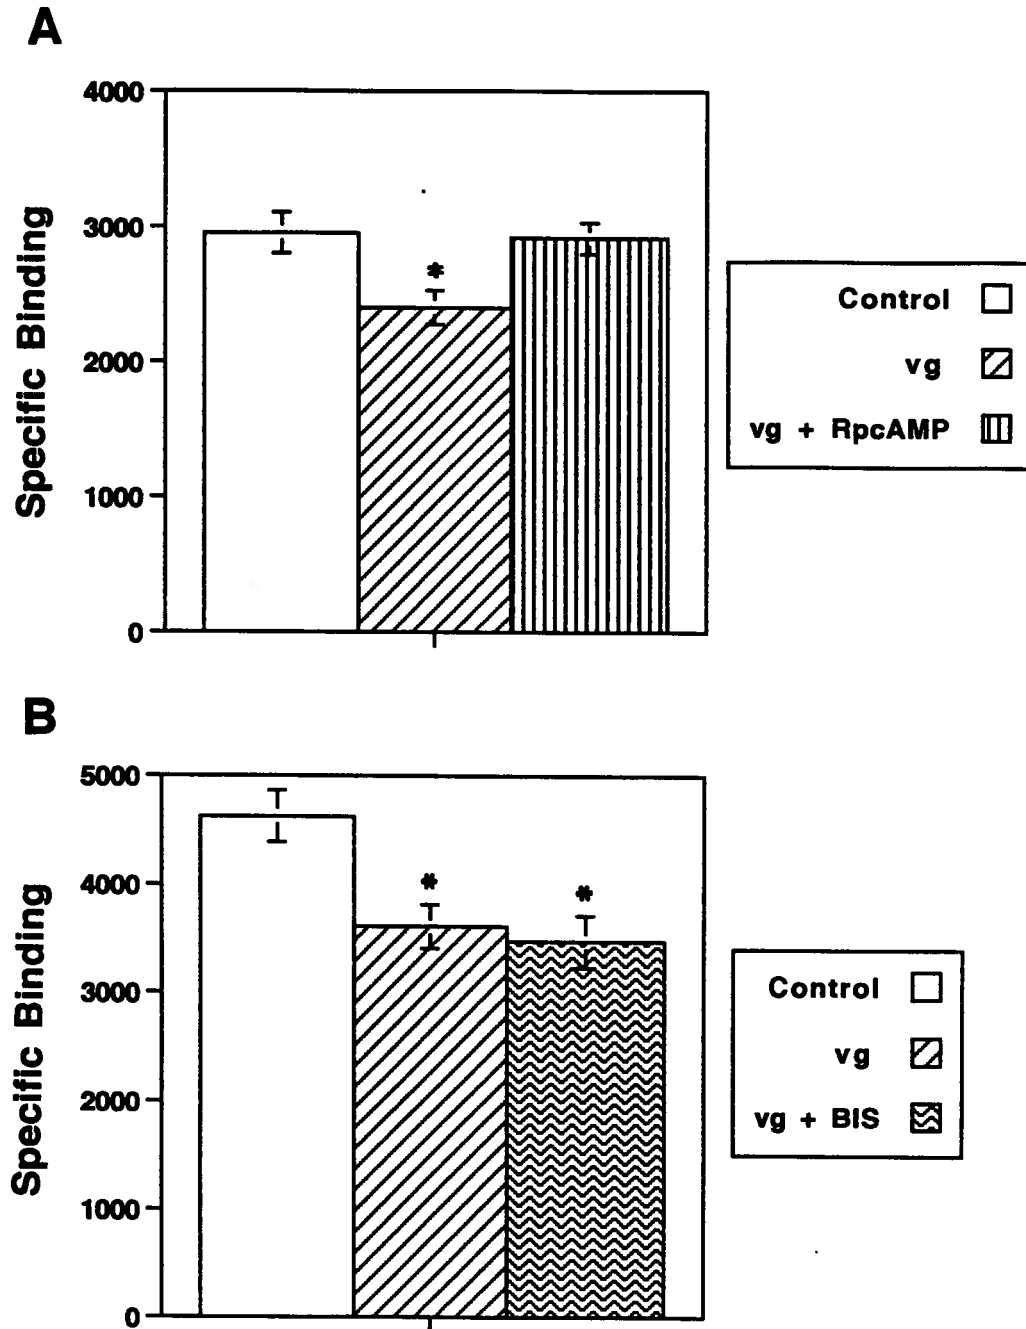 A
4000
3000
2000
1000
0
Specific Binding
*
Control
vg
vg + RpcAMP
B
5000
4000
3000
2000
1000
0
Specific Binding
*
*
Control
vg
vg + BIS